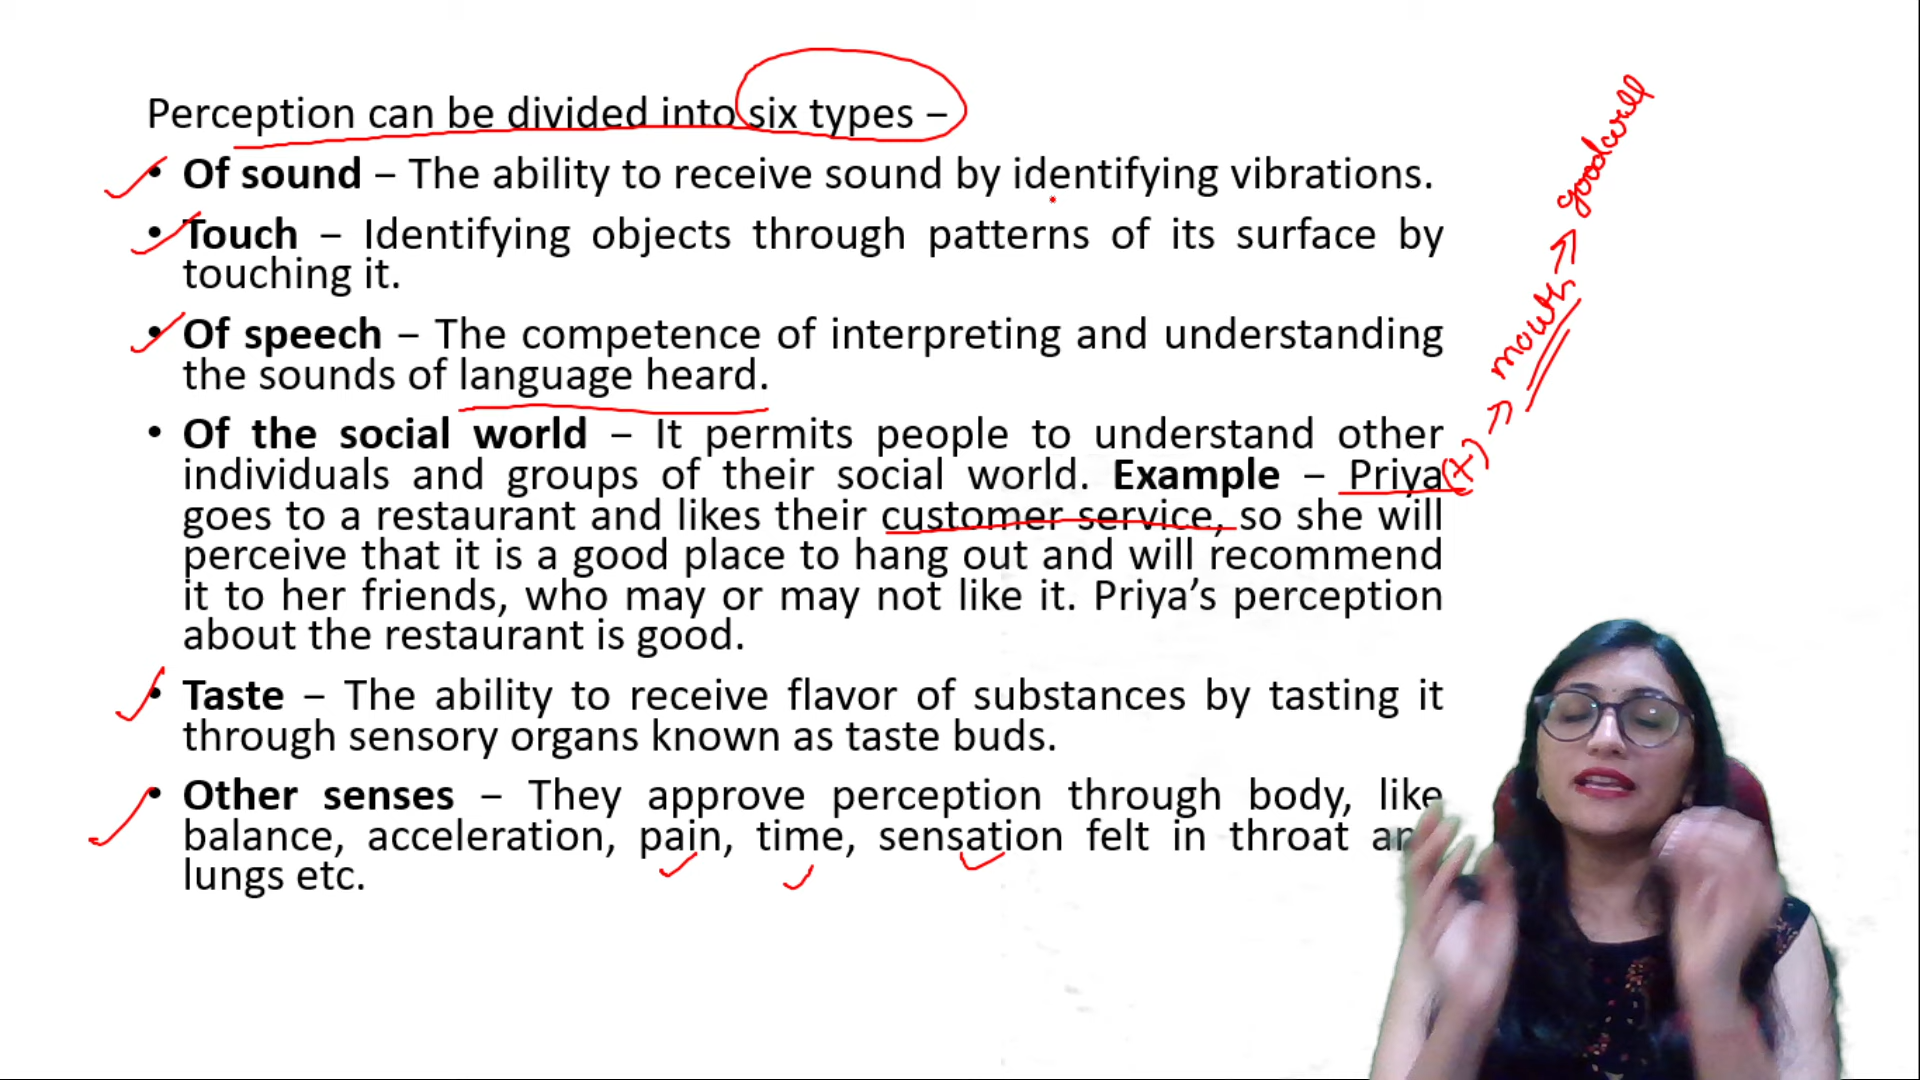 Perception can be divided into six types –
• Of sound – The ability to receive sound by identifying vibrations.
• Touch – Identifying objects through patterns of its surface by
touching it.
• Of speech – The competence of interpreting and understanding
the sounds of language heard.
• Of the social world – It permits people to understand other
individuals and groups of their social world. Example – Priya
goes to a restaurant and likes their customer service, so she will
perceive that it is a good place to hang out and will recommend
it to her friends, who may or may not like it. Priya's perception
about the restaurant is good.
• Taste – The ability to receive flavor of substances by tasting it
through sensory organs known as taste buds.
• Other senses – They approve perception through body, like
balance, acceleration, pain, time, sensation felt in throat an
lungs etc.
(+) → mouth → goodwill